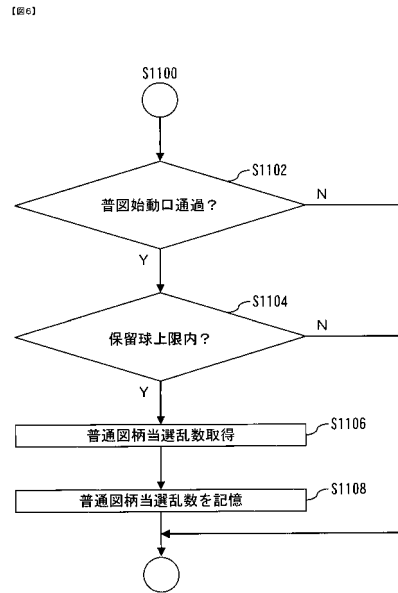 【図6】
S1100
S1102
普図始動口通過？
N
Y
S1104
保留球上限内？
N
Y
S1106
普通図柄当選乱数取得
S1108
普通図柄当選乱数を記憶